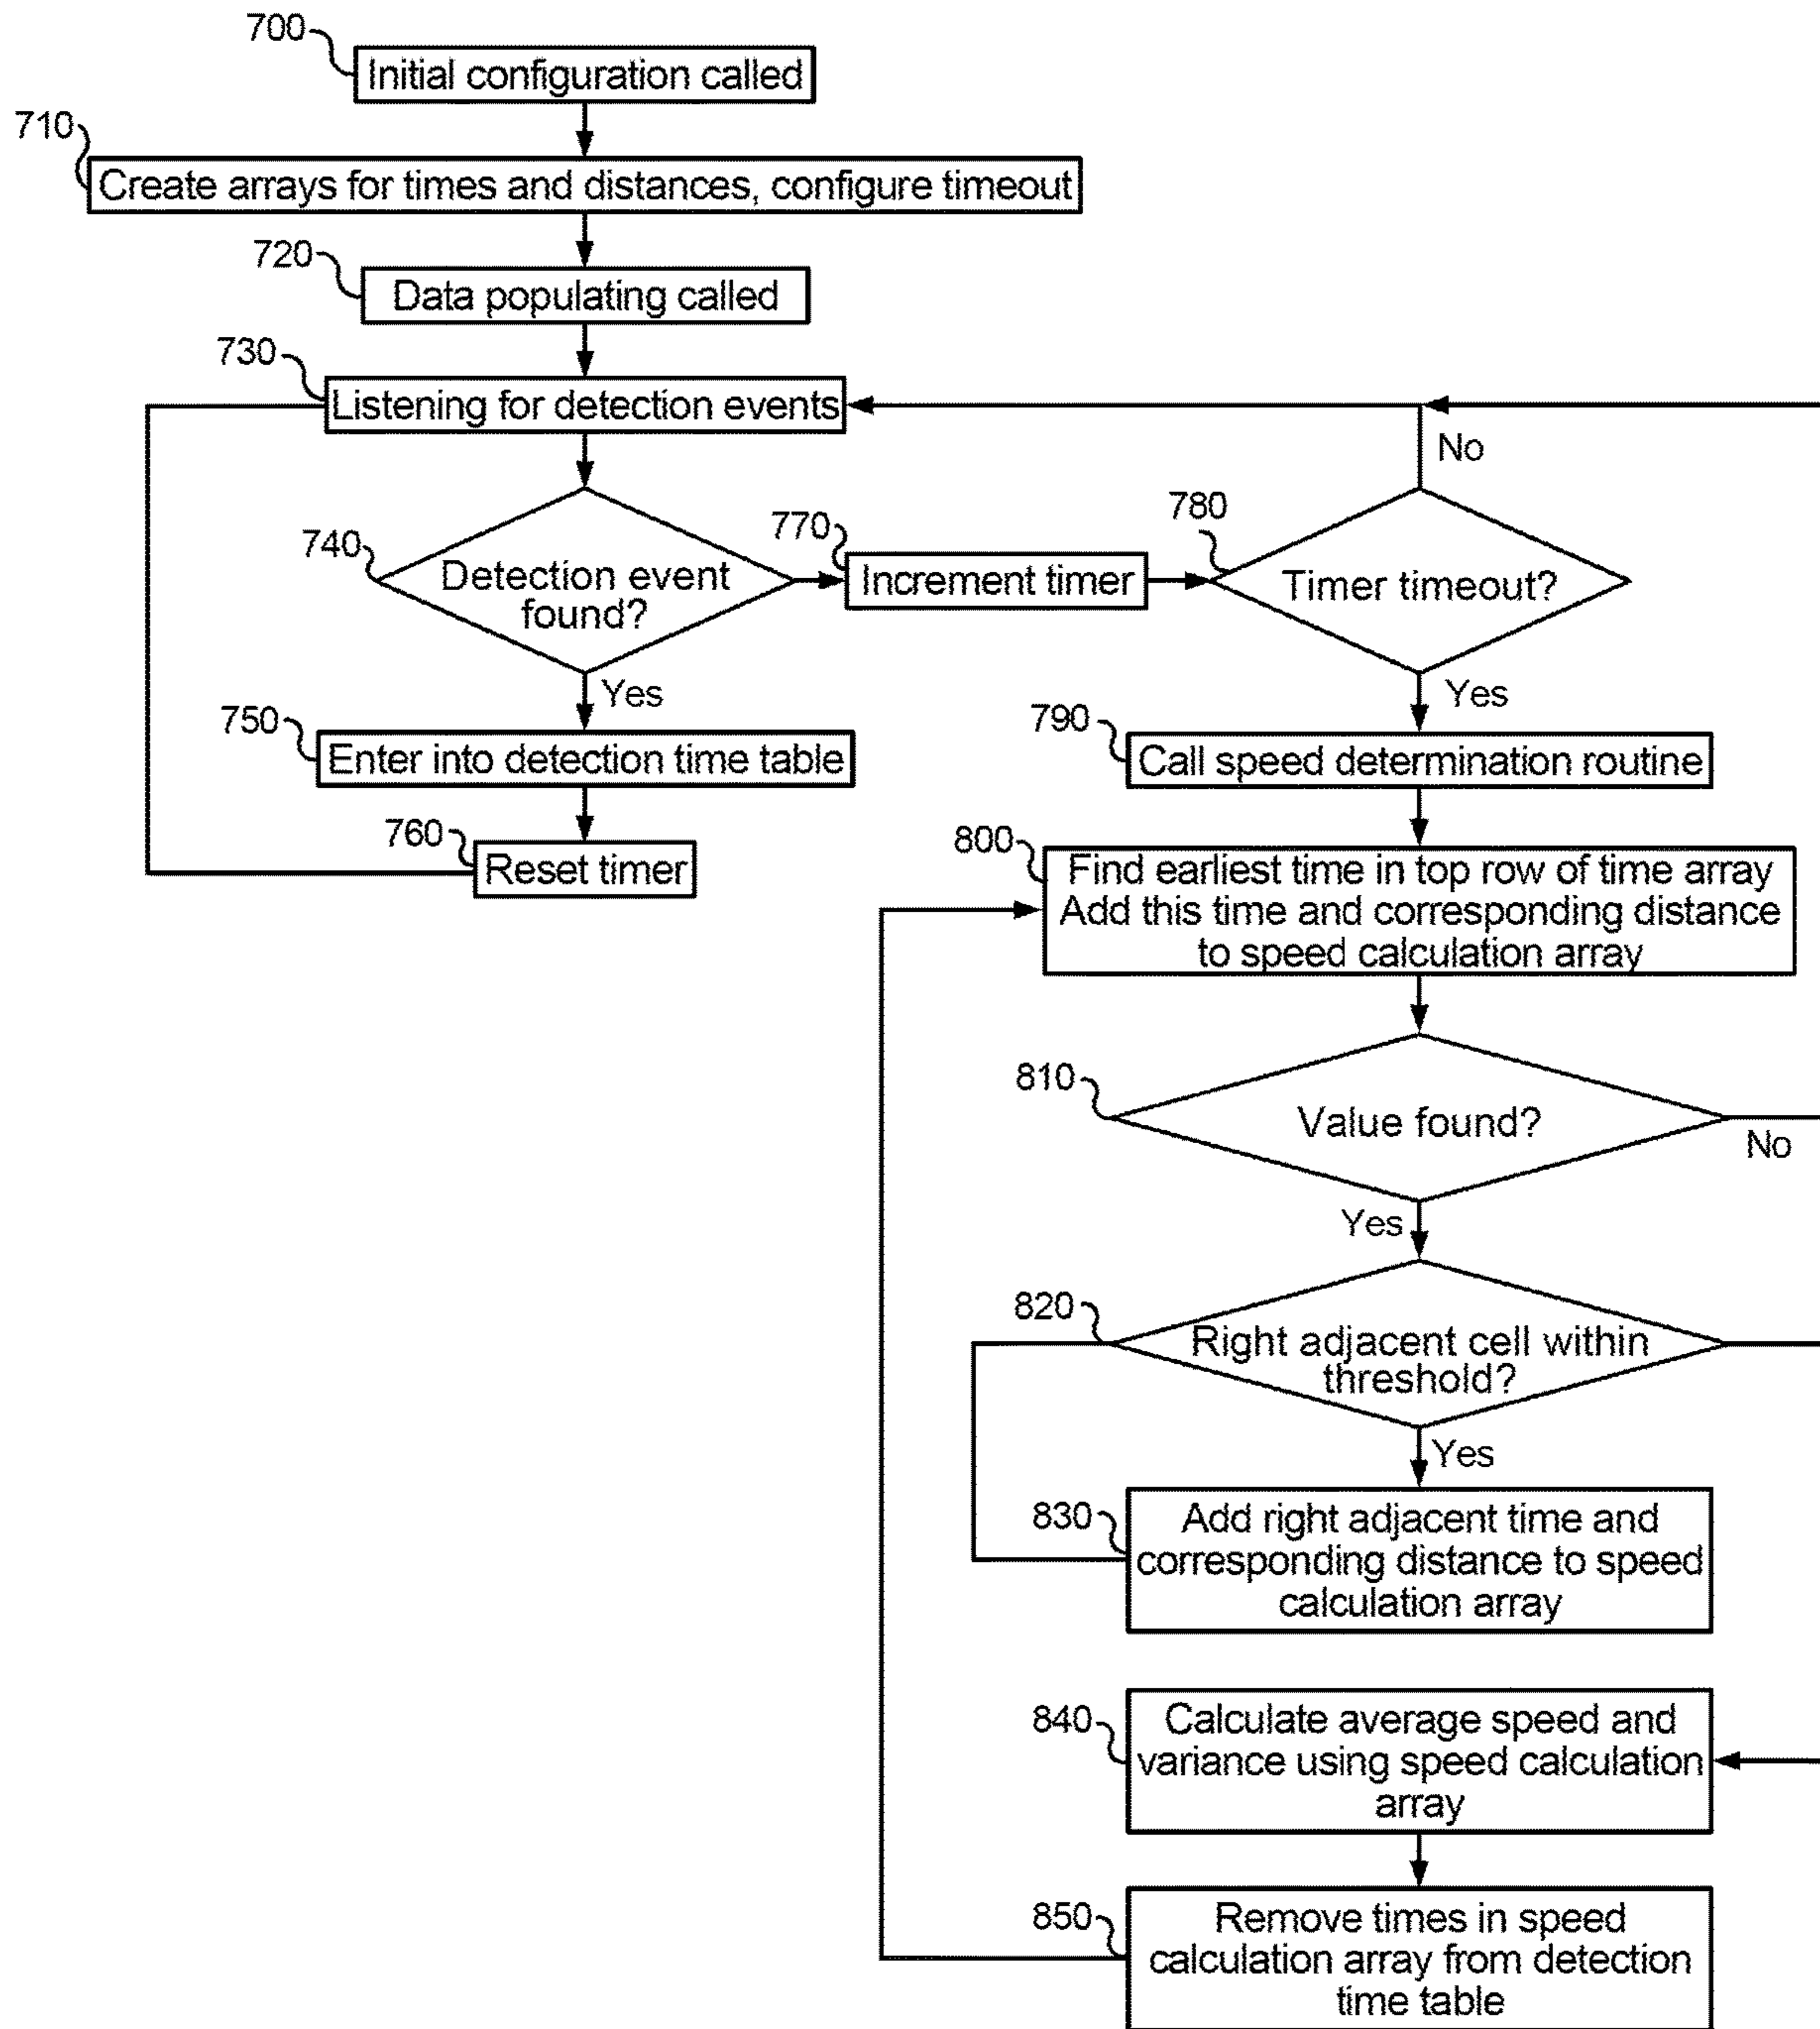 700
Initial configuration called
710
Create arrays for times and distances, configure timeout
720
Data populating called
730
Listening for detection events
No
740
Detection event
found?
770
Increment timer
780
Timer timeout?
Yes
Yes
750
Enter into detection time table
790
Call speed determination routine
760
Reset timer
800
Find earliest time in top row of time array
Add this time and corresponding distance
to speed calculation array
810
Value found?
No
Yes
820
Right adjacent cell within
threshold?
Yes
830
Add right adjacent time and
corresponding distance to speed
calculation array
840
Calculate average speed and
variance using speed calculation
array
850
Remove times in speed
calculation array from detection
time table